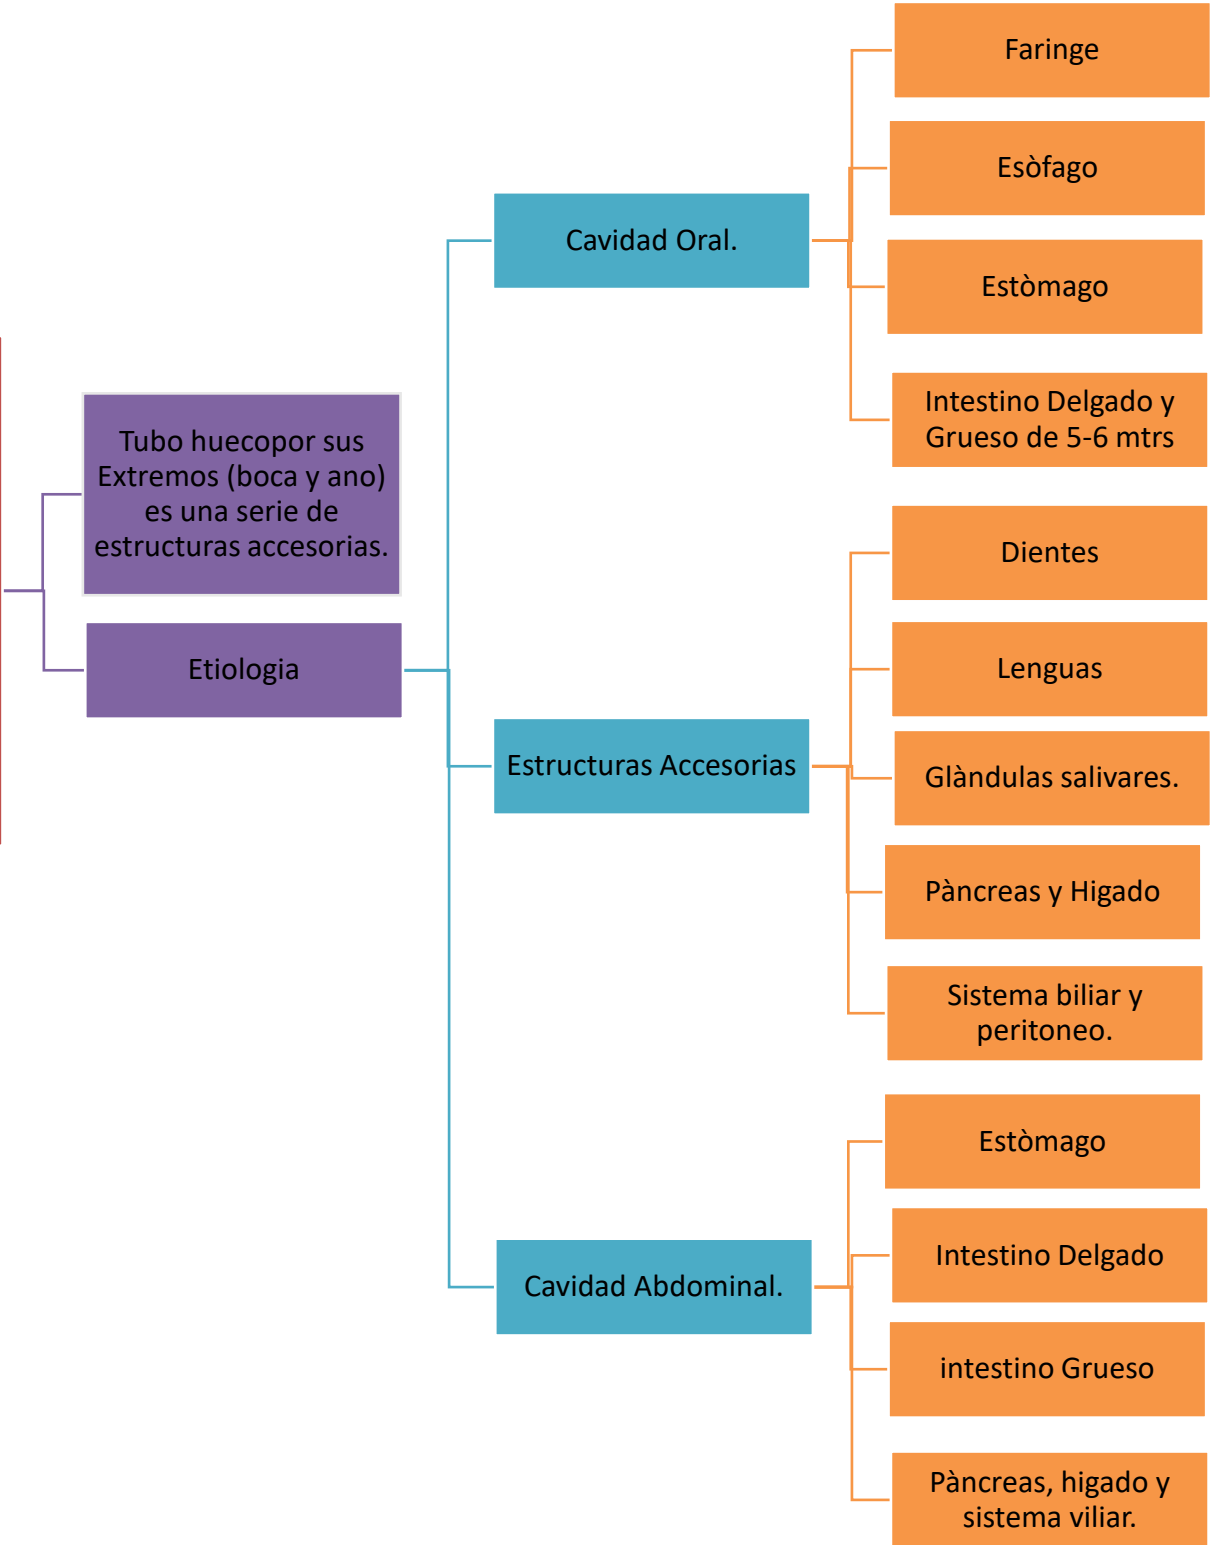 Tubo huecopor sus
Extremos (boca y ano)
es una serie de
estructuras accesorias.
Etiologia
Cavidad Oral.
Faringe
Esòfago
Estòmago
Intestino Delgado y
Grueso de 5-6 mtrs
Estructuras Accesorias
Dientes
Lenguas
Glàndulas salivares.
Pàncreas y Higado
Sistema biliar y
peritoneo.
Cavidad Abdominal.
Estòmago
Intestino Delgado
intestino Grueso
Pàncreas, higado y
sistema viliar.